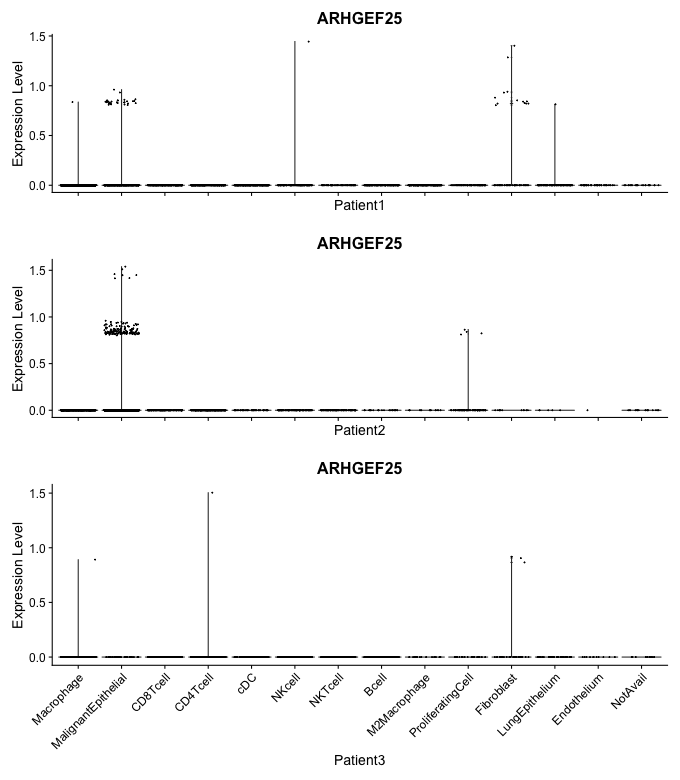 ARHGEF25
Expression Level
1.5
1.0
0.5
0.0
Patient1
ARHGEF25
Expression Level
1.5
1.0
0.5
0.0
Patient2
ARHGEF25
Expression Level
1.5
1.0
0.5
0.0
Macrophage
MalignantEpithelial
CD8Tcell
CD4Tcell
cDC
NKcell
NKTcell
Bcell
M2Macrophage
ProliferatingCell
Fibroblast
LungEpithelium
Endothelium
NotAvail
Patient3